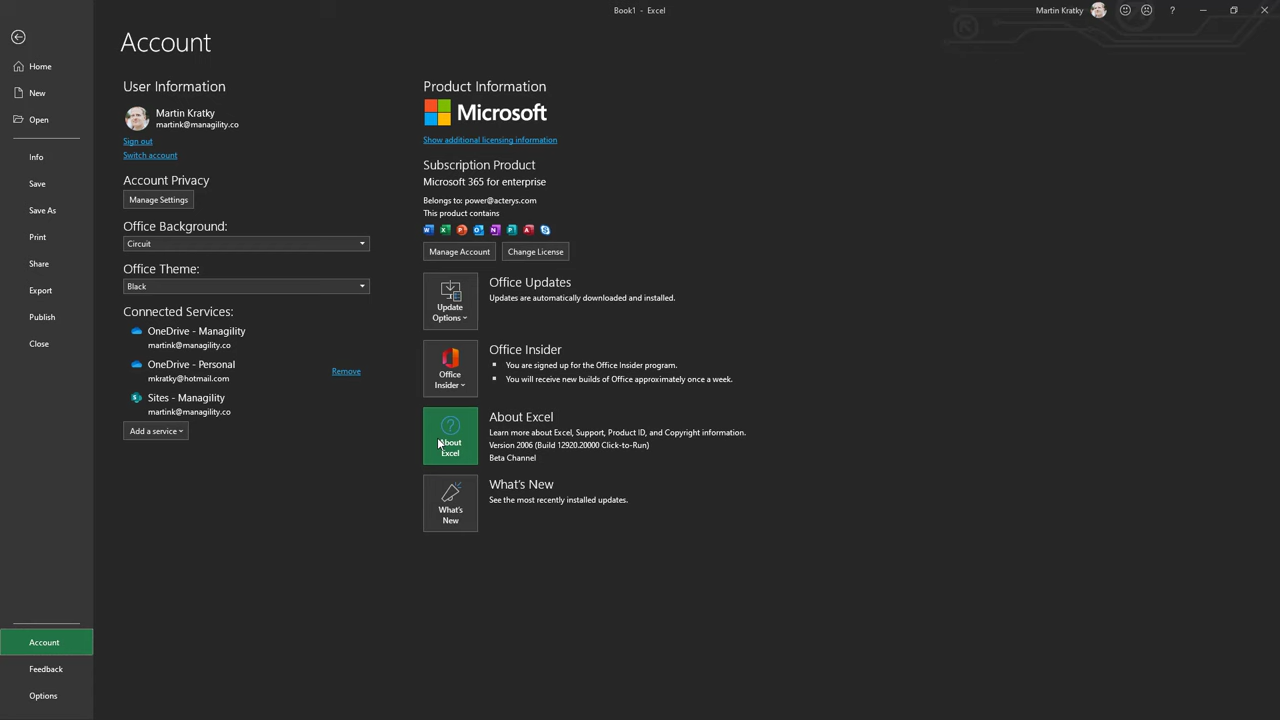 Book1 - Excel
Martin Kratky
?
Account
Home
New
Open
Info
Save
Save As
Print
Share
Export
Publish
Close
Account
Feedback
Options
User Information
Martin Kratky
martink@managility.co
Sign out
Switch account
Account Privacy
Manage Settings
Office Background:
Circuit
Office Theme:
Black
Connected Services:
OneDrive - Managility
martink@managility.co
OneDrive - Personal
mkratky@hotmail.com
Remove
Sites - Managility
martink@managility.co
Add a service
Product Information
Microsoft
Show additional licensing information
Subscription Product
Microsoft 365 for enterprise
Belongs to: power@acterys.com
This product contains
Manage Account
Change License
Update
Options
Office Updates
Updates are automatically downloaded and installed.
Office
Insider
Office Insider
You are signed up for the Office Insider program.
You will receive new builds of Office approximately once a week.
About
Excel
About Excel
Learn more about Excel, Support, Product ID, and Copyright information.
Version 2006 (Build 12920.20000 Click-to-Run)
Beta Channel
What's
New
What's New
See the most recently installed updates.